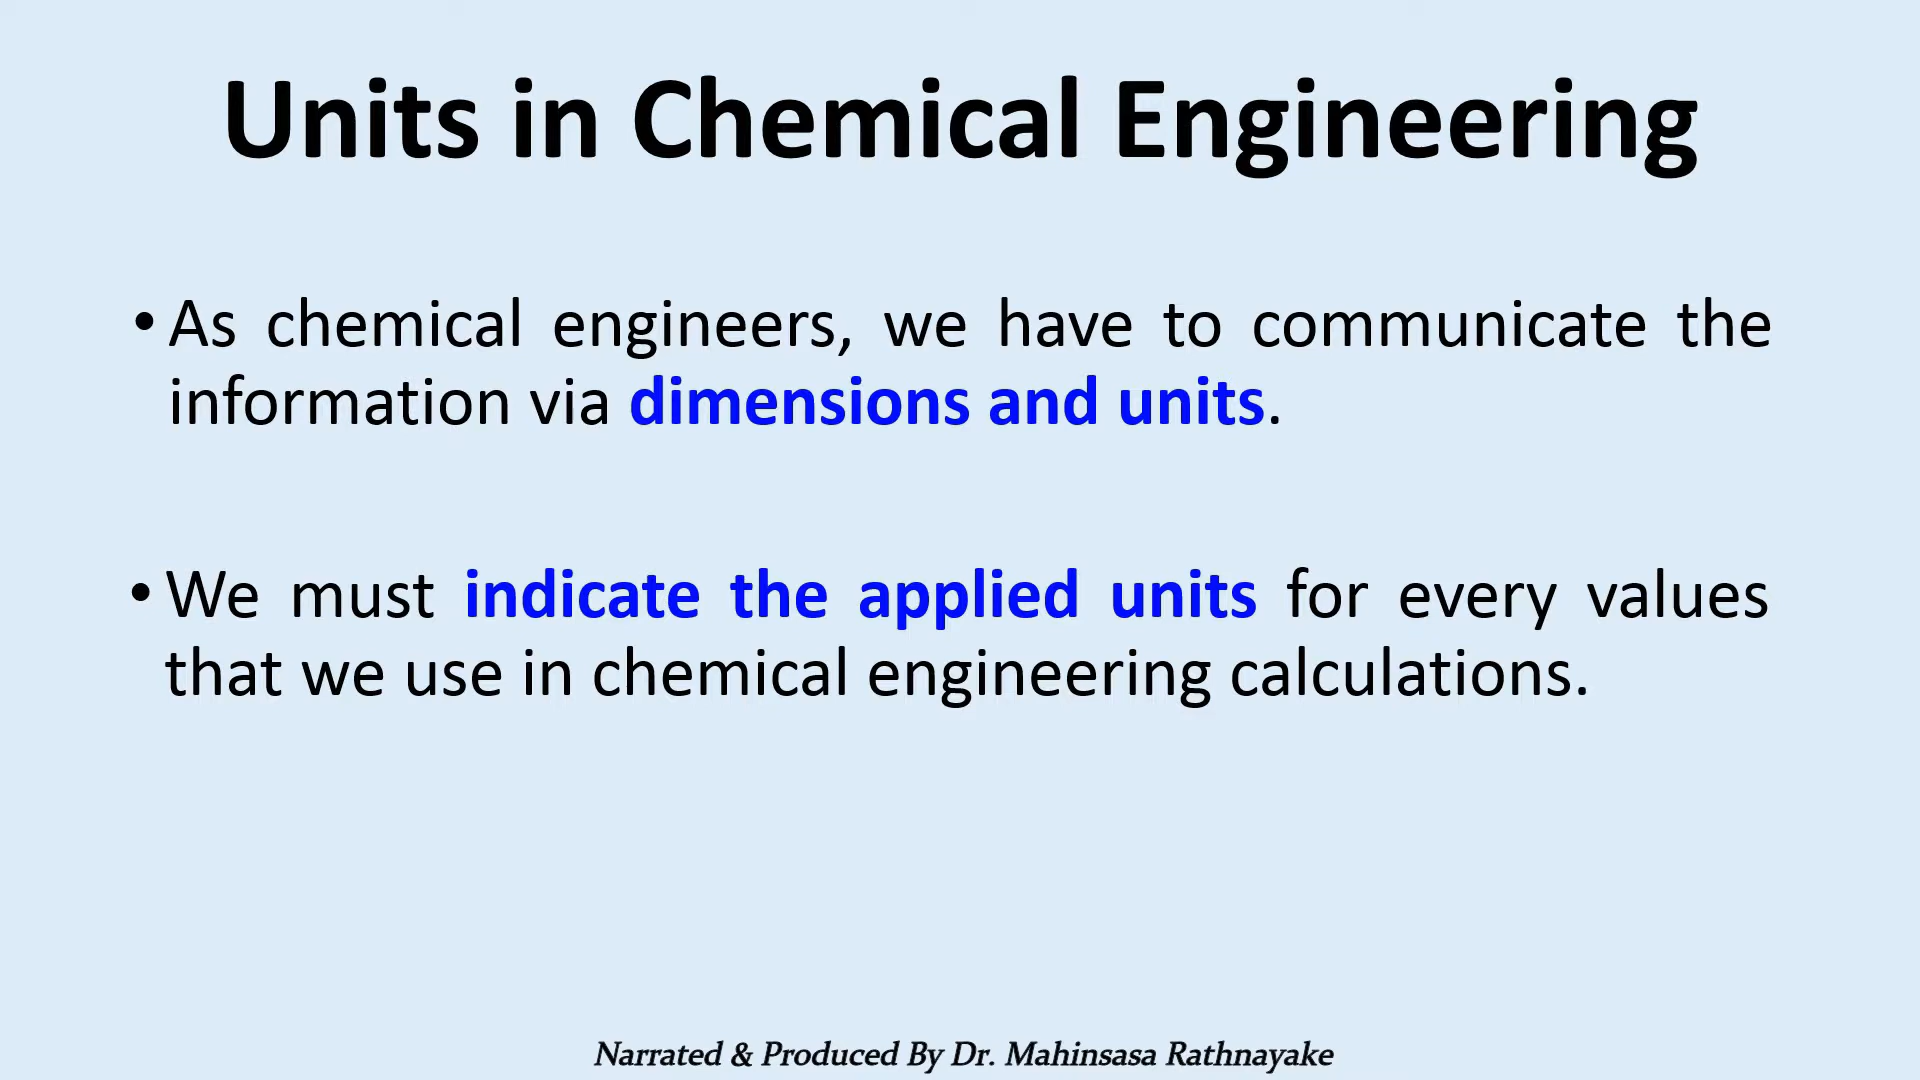 Units in Chemical Engineering
• As chemical engineers, we have to communicate the
information via dimensions and units.
• We must indicate the applied units for every values
that we use in chemical engineering calculations.
Narrated & Produced By Dr. Mahinsasa Rathnayake